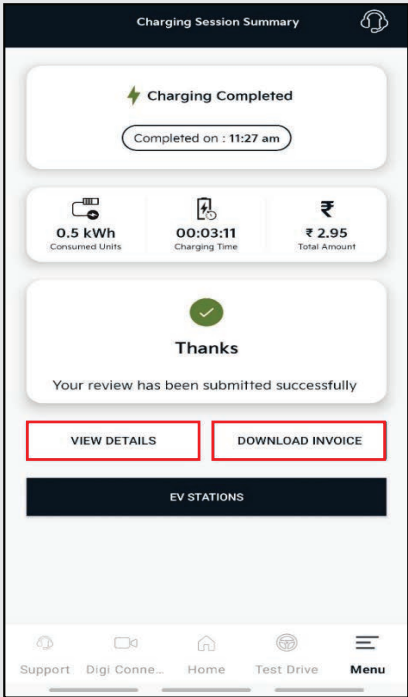 Charging Session Summary
Charging Completed
Completed on : 11:27 am
0.5 kWh
Consumed Units
00:03:11
Charging Time
₹
₹ 2.95
Total Amount
Thanks
Your review has been submitted successfully
VIEW DETAILS
DOWNLOAD INVOICE
EV STATIONS
Support Digi Conne... Home Test Drive Menu